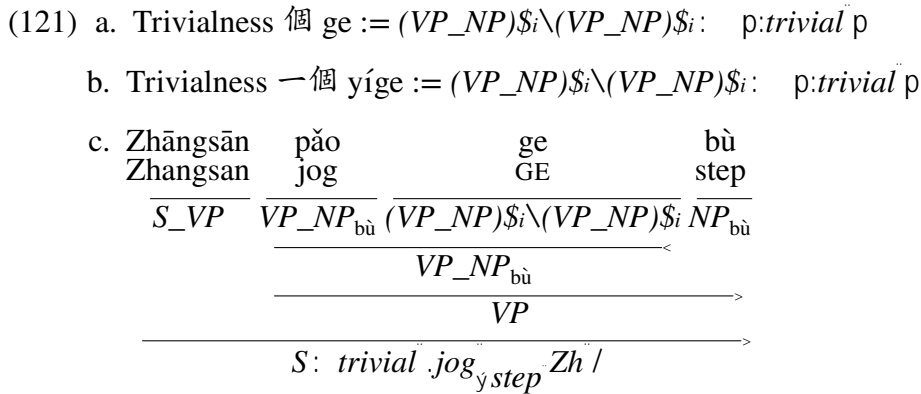 (121) a. Trivialness 個 ge := (VP_NP)$i\(VP_NP)$i : p:trivial¨p
b. Trivialness 一個 yíge := (VP_NP)$i\(VP_NP)$i : p:trivial¨p
c. Zhāngsān pǎo ge bù
Zhangsan jog GE step
S_VP VP_NPbù (VP_NP)$i\(VP_NP)$i NPbù
<
VP_NPbù
>
VP
>
S : trivial¨.jog¨ýstep¨Zh¨/